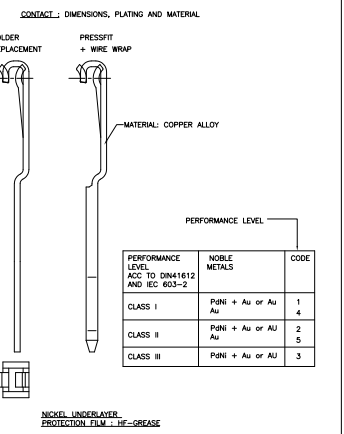 CONTACT : DIMENSIONS, PLATING AND MATERIAL
PRESSFIT
+ WIRE WRAP
MATERIAL: COPPER ALLOY
PERFORMANCE LEVEL
PERFORMANCE LEVEL ACC TO DIN41612 AND IEC 603-2
NOBLE METALS
CODE
CLASS I
PdNi + Au or Au
Au
1
4
CLASS II
PdNi + Au or AU
Au
2
5
CLASS III
PdNi + Au or AU
3
NICKEL UNDERLAYER
PROTECTION FILM : HF-GREASE